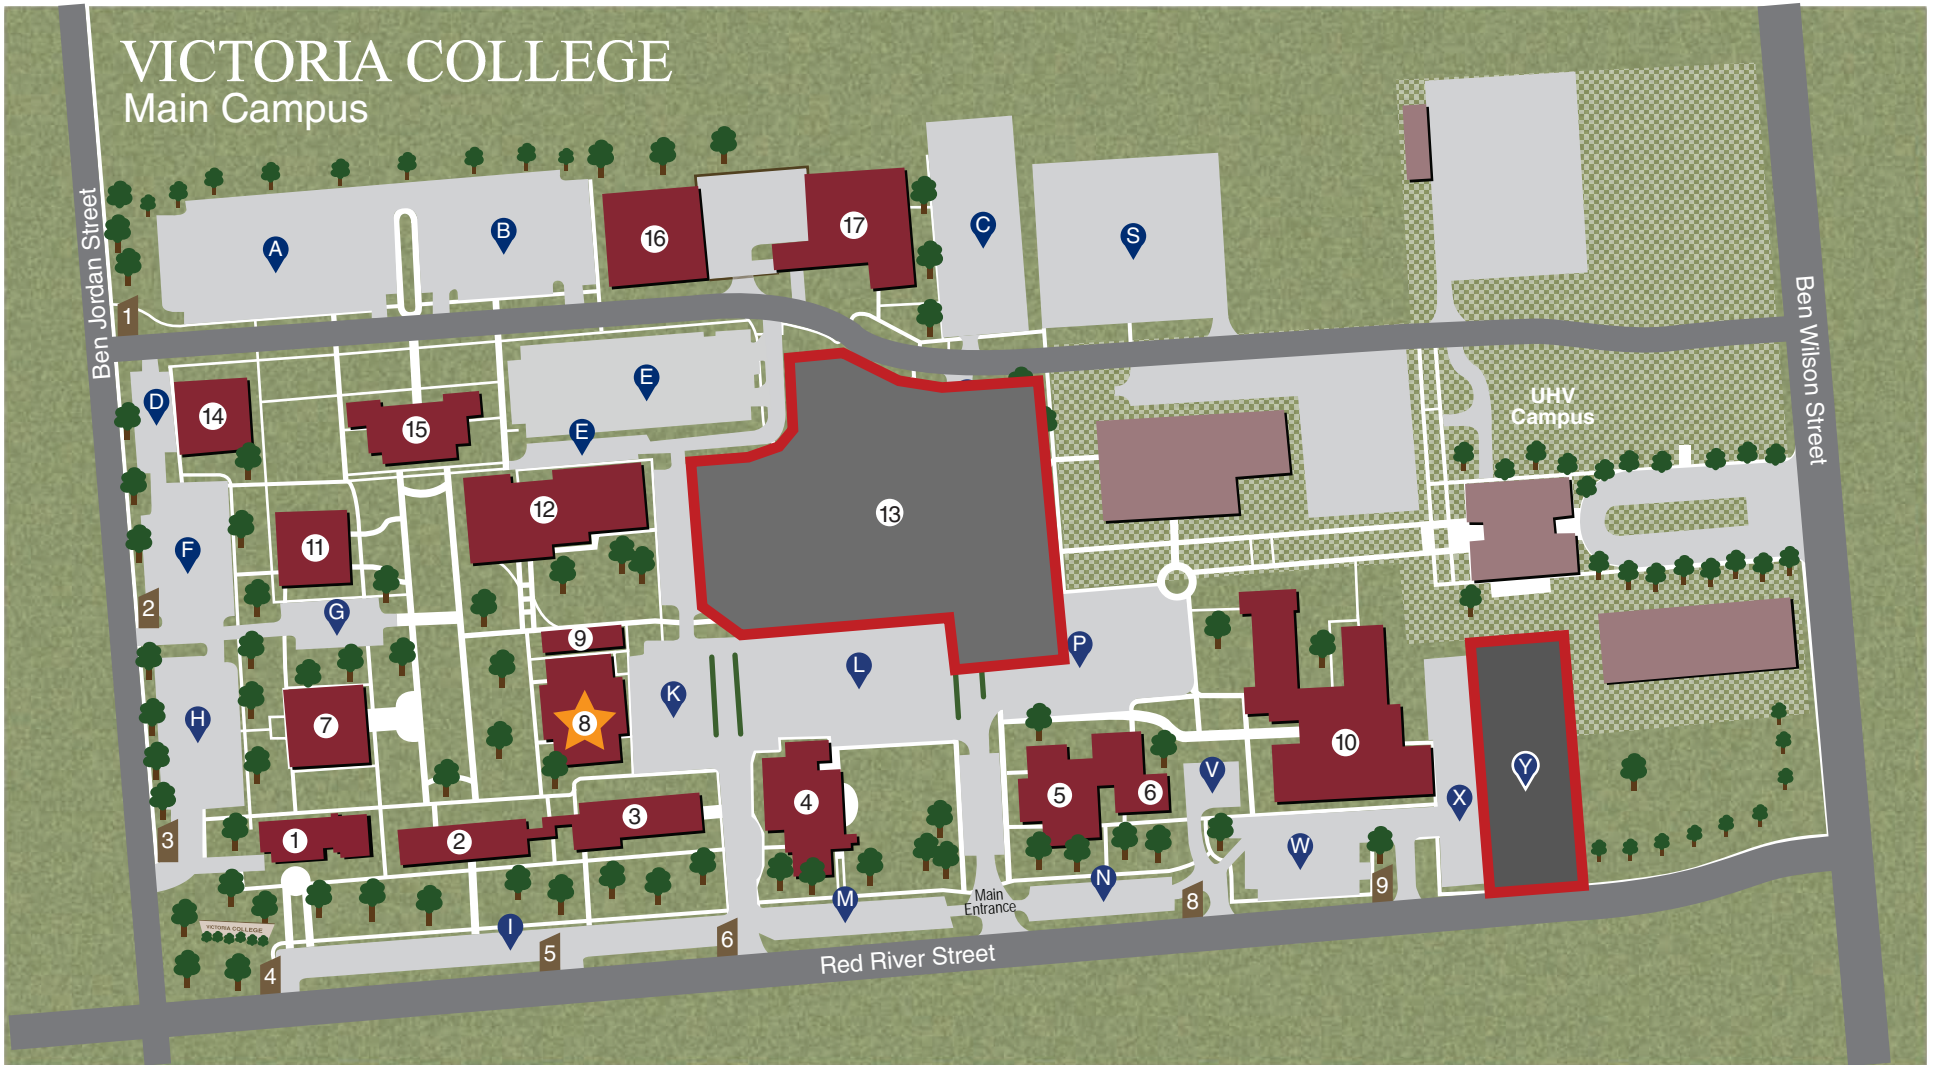 VICTORIA COLLEGE
Main Campus
Ben Jordan Street
Ben Wilson Street
A
B
16
17
C
S
1
D
14
15
E
E
UHV
Campus
12
13
11
F
2
G
9
P
L
K
H
7
8
10
V
Y
X
5
6
4
3
1
2
3
W
9
N
8
M
Main
Entrance
I
6
5
4
VICTORIA COLLEGE
Red River Street